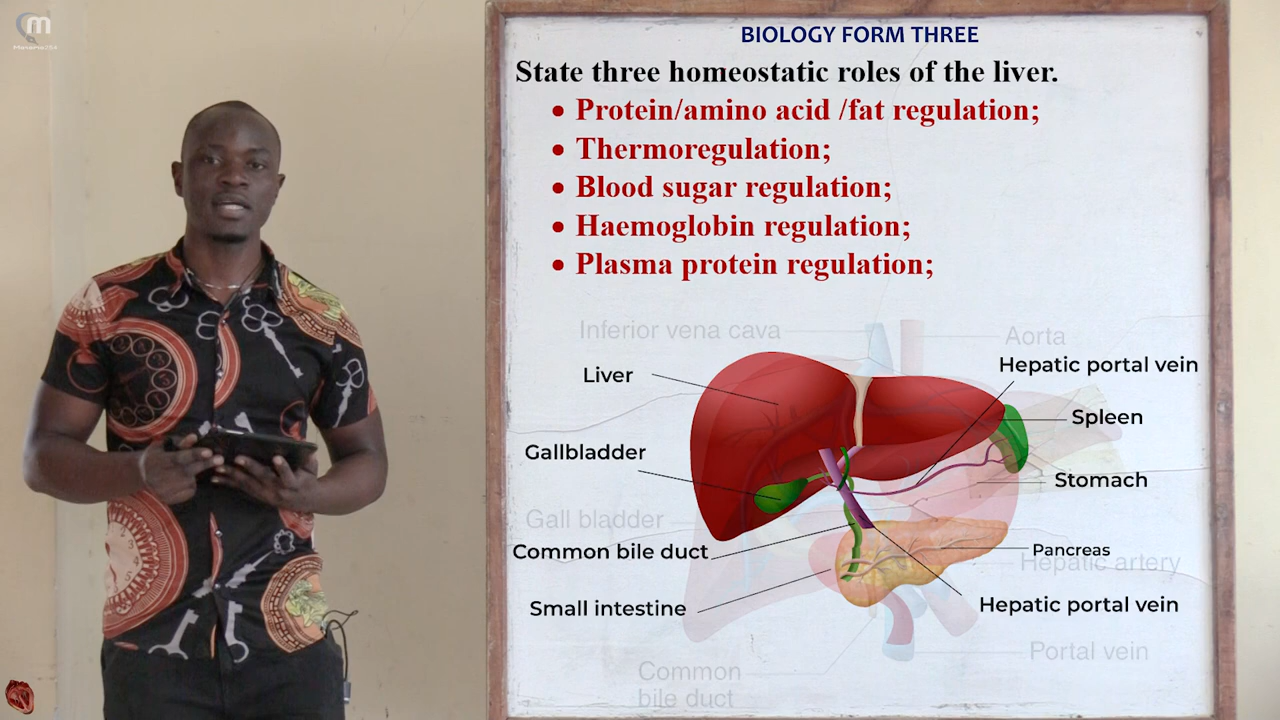 BIOLOGY FORM THREE
State three homeostatic roles of the liver.
• Protein/amino acid /fat regulation;
• Thermoregulation;
• Blood sugar regulation;
• Haemoglobin regulation;
• Plasma protein regulation;
Inferior vena cava
Aorta
Hepatic portal vein
Liver
Spleen
Gallbladder
Stomach
Gall bladder
Common bile duct
Pancreas
Hepatic artery
Small intestine
Hepatic portal vein
Portal vein
Common
bile duct